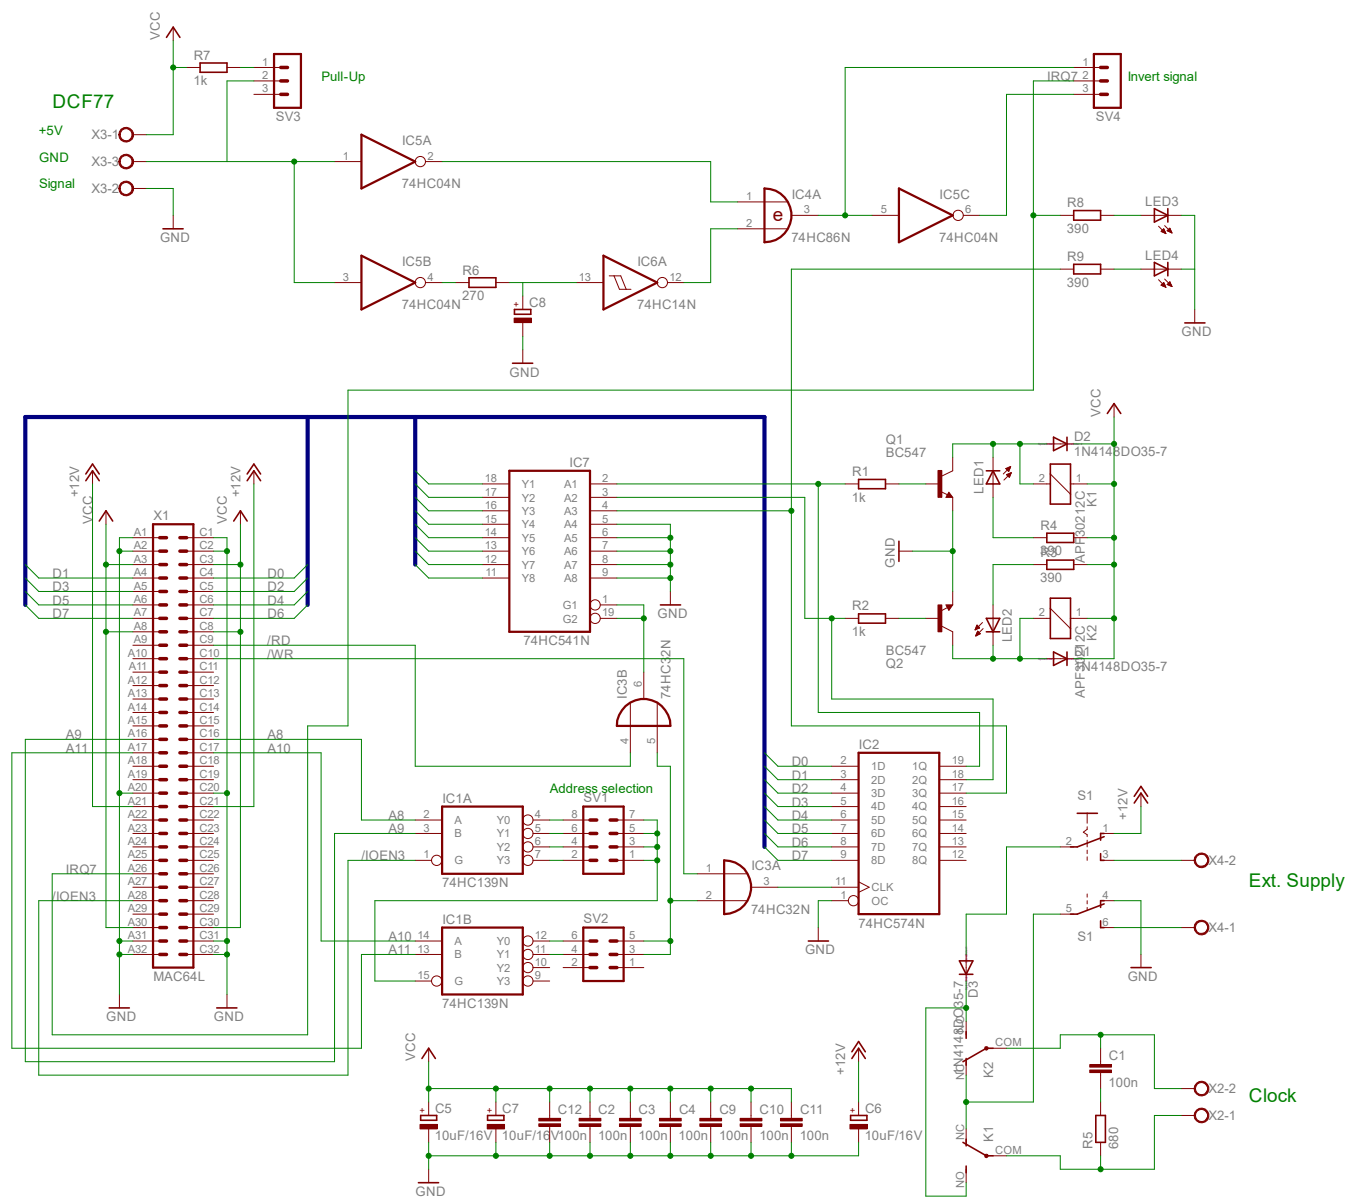 VCC
R7
1k
1
2
3
SV3
Pull-Up
DCF77
+5V
X3-1
GND
X3-3
Signal
X3-2
GND
IC5A
1
2
74HC04N
IC5B
3
4
74HC04N
R6
270
C8
GND
IC6A
13
12
74HC14N
IC4A
1
2
e
3
74HC86N
IC5C
5
6
74HC04N
1
IRQ7
2
3
SV4
Invert signal
R8
390
LED3
R9
390
LED4
GND
+12V
VCC
+12V
VCC
X1
A1
A2
A3
A4
A5
A6
A7
A8
A9
A10
A11
A12
A13
A14
A15
A16
A17
A18
A19
A20
A21
A22
A23
A24
A25
A26
A27
A28
A29
A30
A31
A32
C1
C2
C3
C4
C5
C6
C7
C8
C9
C10
C11
C12
C13
C14
C15
C16
C17
C18
C19
C20
C21
C22
C23
C24
C25
C26
C27
C28
C29
C30
C31
C32
MAC64L
D1
D3
D5
D7
D0
D2
D4
D6
/RD
/WR
A9
A11
A8
A10
IRQ7
/IOEN3
GND
GND
IC7
18 Y1 A1 2
17 Y2 A2 3
16 Y3 A3 4
15 Y4 A4 5
14 Y5 A5 6
13 Y6 A6 7
12 Y7 A7 8
11 Y8 A8 9
G1 1
G2 19
74HC541N
GND
IC3B
74HC32N
6
4
5
Q1
BC547
R1
1k
LED1
D2
1N4148DO35-7
VCC
2
1
K1
APF30212C
R4
390
R3
390
GND
R2
1k
BC547
Q2
LED2
2
1
K2
APF30212C
D1
1N4148DO35-7
IC2
D0 2 1D 1Q 19
D1 3 2D 2Q 18
D2 4 3D 3Q 17
D3 5 4D 4Q 16
D4 6 5D 5Q 15
D5 7 6D 6Q 14
D6 8 7D 7Q 13
D7 9 8D 8Q 12
11 CLK
1 OC
74HC574N
GND
Address selection
IC1A
A8 2 A Y0 4
A9 3 B Y1 5
Y2 6
/IOEN3 1 G Y3 7
74HC139N
SV1
8 7
6 5
4 3
2 1
IC3A
1
2
3
74HC32N
IC1B
A10 14 A Y0 12
A11 13 B Y1 11
Y2 10
15 G Y3 9
74HC139N
SV2
6 5
4 3
2 1
S1
+12V
2
1
3
X4-2
Ext. Supply
5
4
6
S1
X4-1
GND
1N4148DO35-7
D3
NO
COM
NC
K2
NC
K1
COM
NO
C1
100n
R5
680
X2-2
Clock
X2-1
VCC
+12V
C5
10uF/16V
C7
10uF/16V
C12
100n
C2
100n
C3
100n
C4
100n
C9
100n
C10
100n
C11
100n
C6
10uF/16V
GND